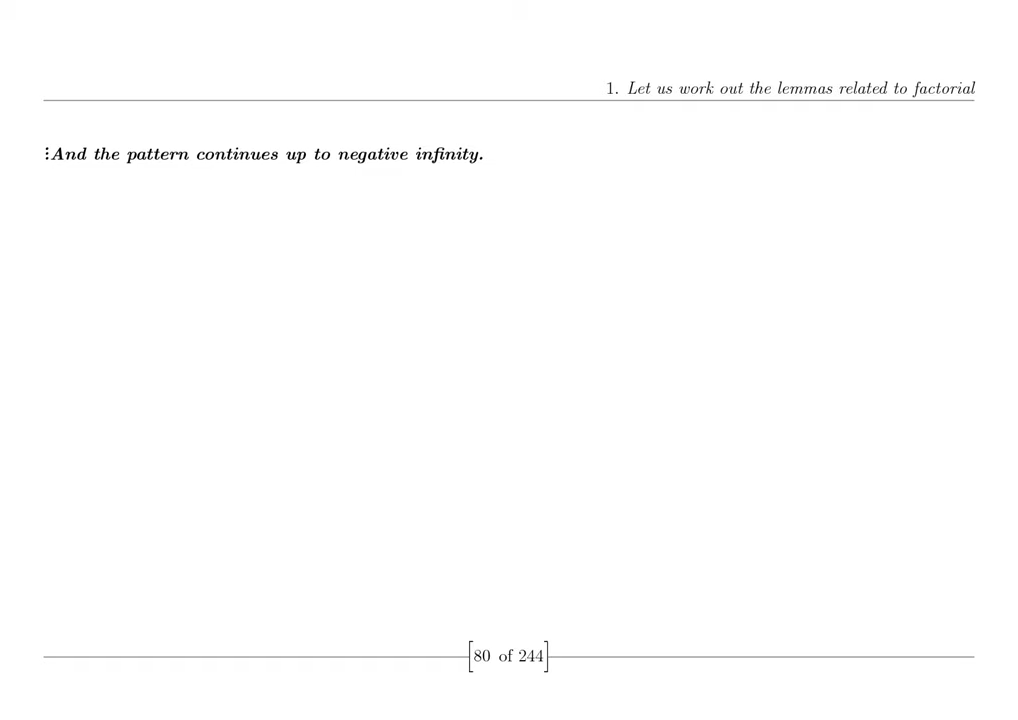 1. Let us work out the lemmas related to factorial
⋮And the pattern continues up to negative infinity.
80 of 244